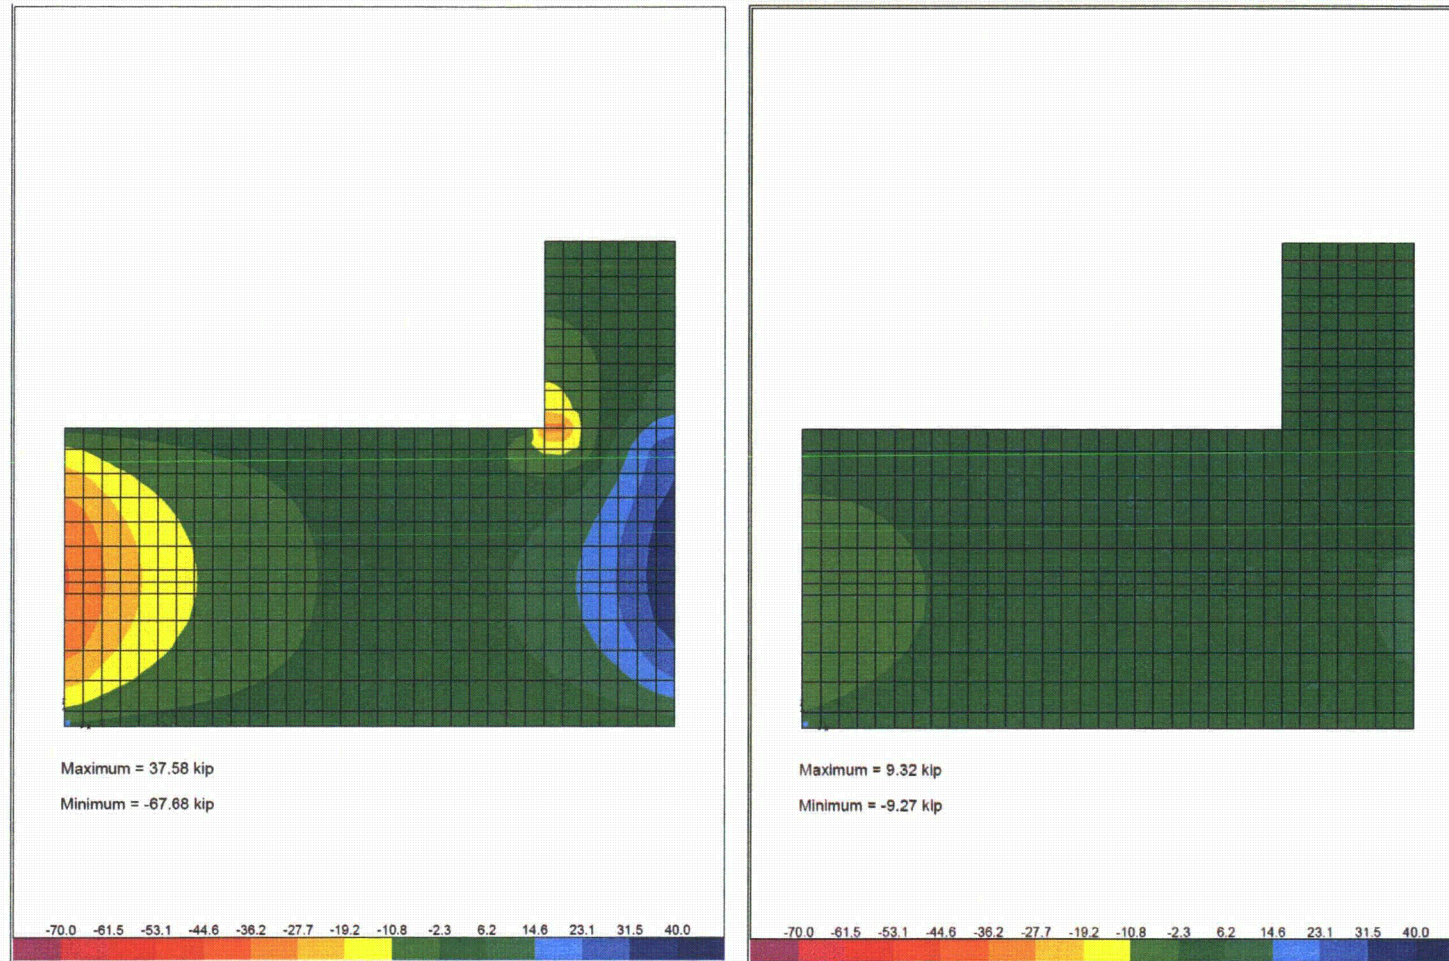 Maximum = 37.58 kip
Minimum = -67.68 kip
-70.0 -61.5 -53.1 -44.6 -36.2 -27.7 -19.2 -10.8 -2.3 6.2 14.6 23.1 31.5 40.0
Maximum = 9.32 kip
Minimum = -9.27 kip
-70.0 -61.5 -53.1 -44.6 -36.2 -27.7 -19.2 -10.8 -2.3 6.2 14.6 23.1 31.5 40.0